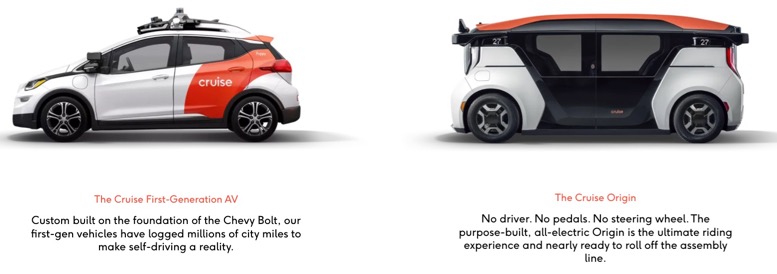 cruise
27
27
cruise
The Cruise First-Generation AV
Custom built on the foundation of the Chevy Bolt, our
first-gen vehicles have logged millions of city miles to
make self-driving a reality.
The Cruise Origin
No driver. No pedals. No steering wheel. The
purpose-built, all-electric Origin is the ultimate riding
experience and nearly ready to roll off the assembly
line.